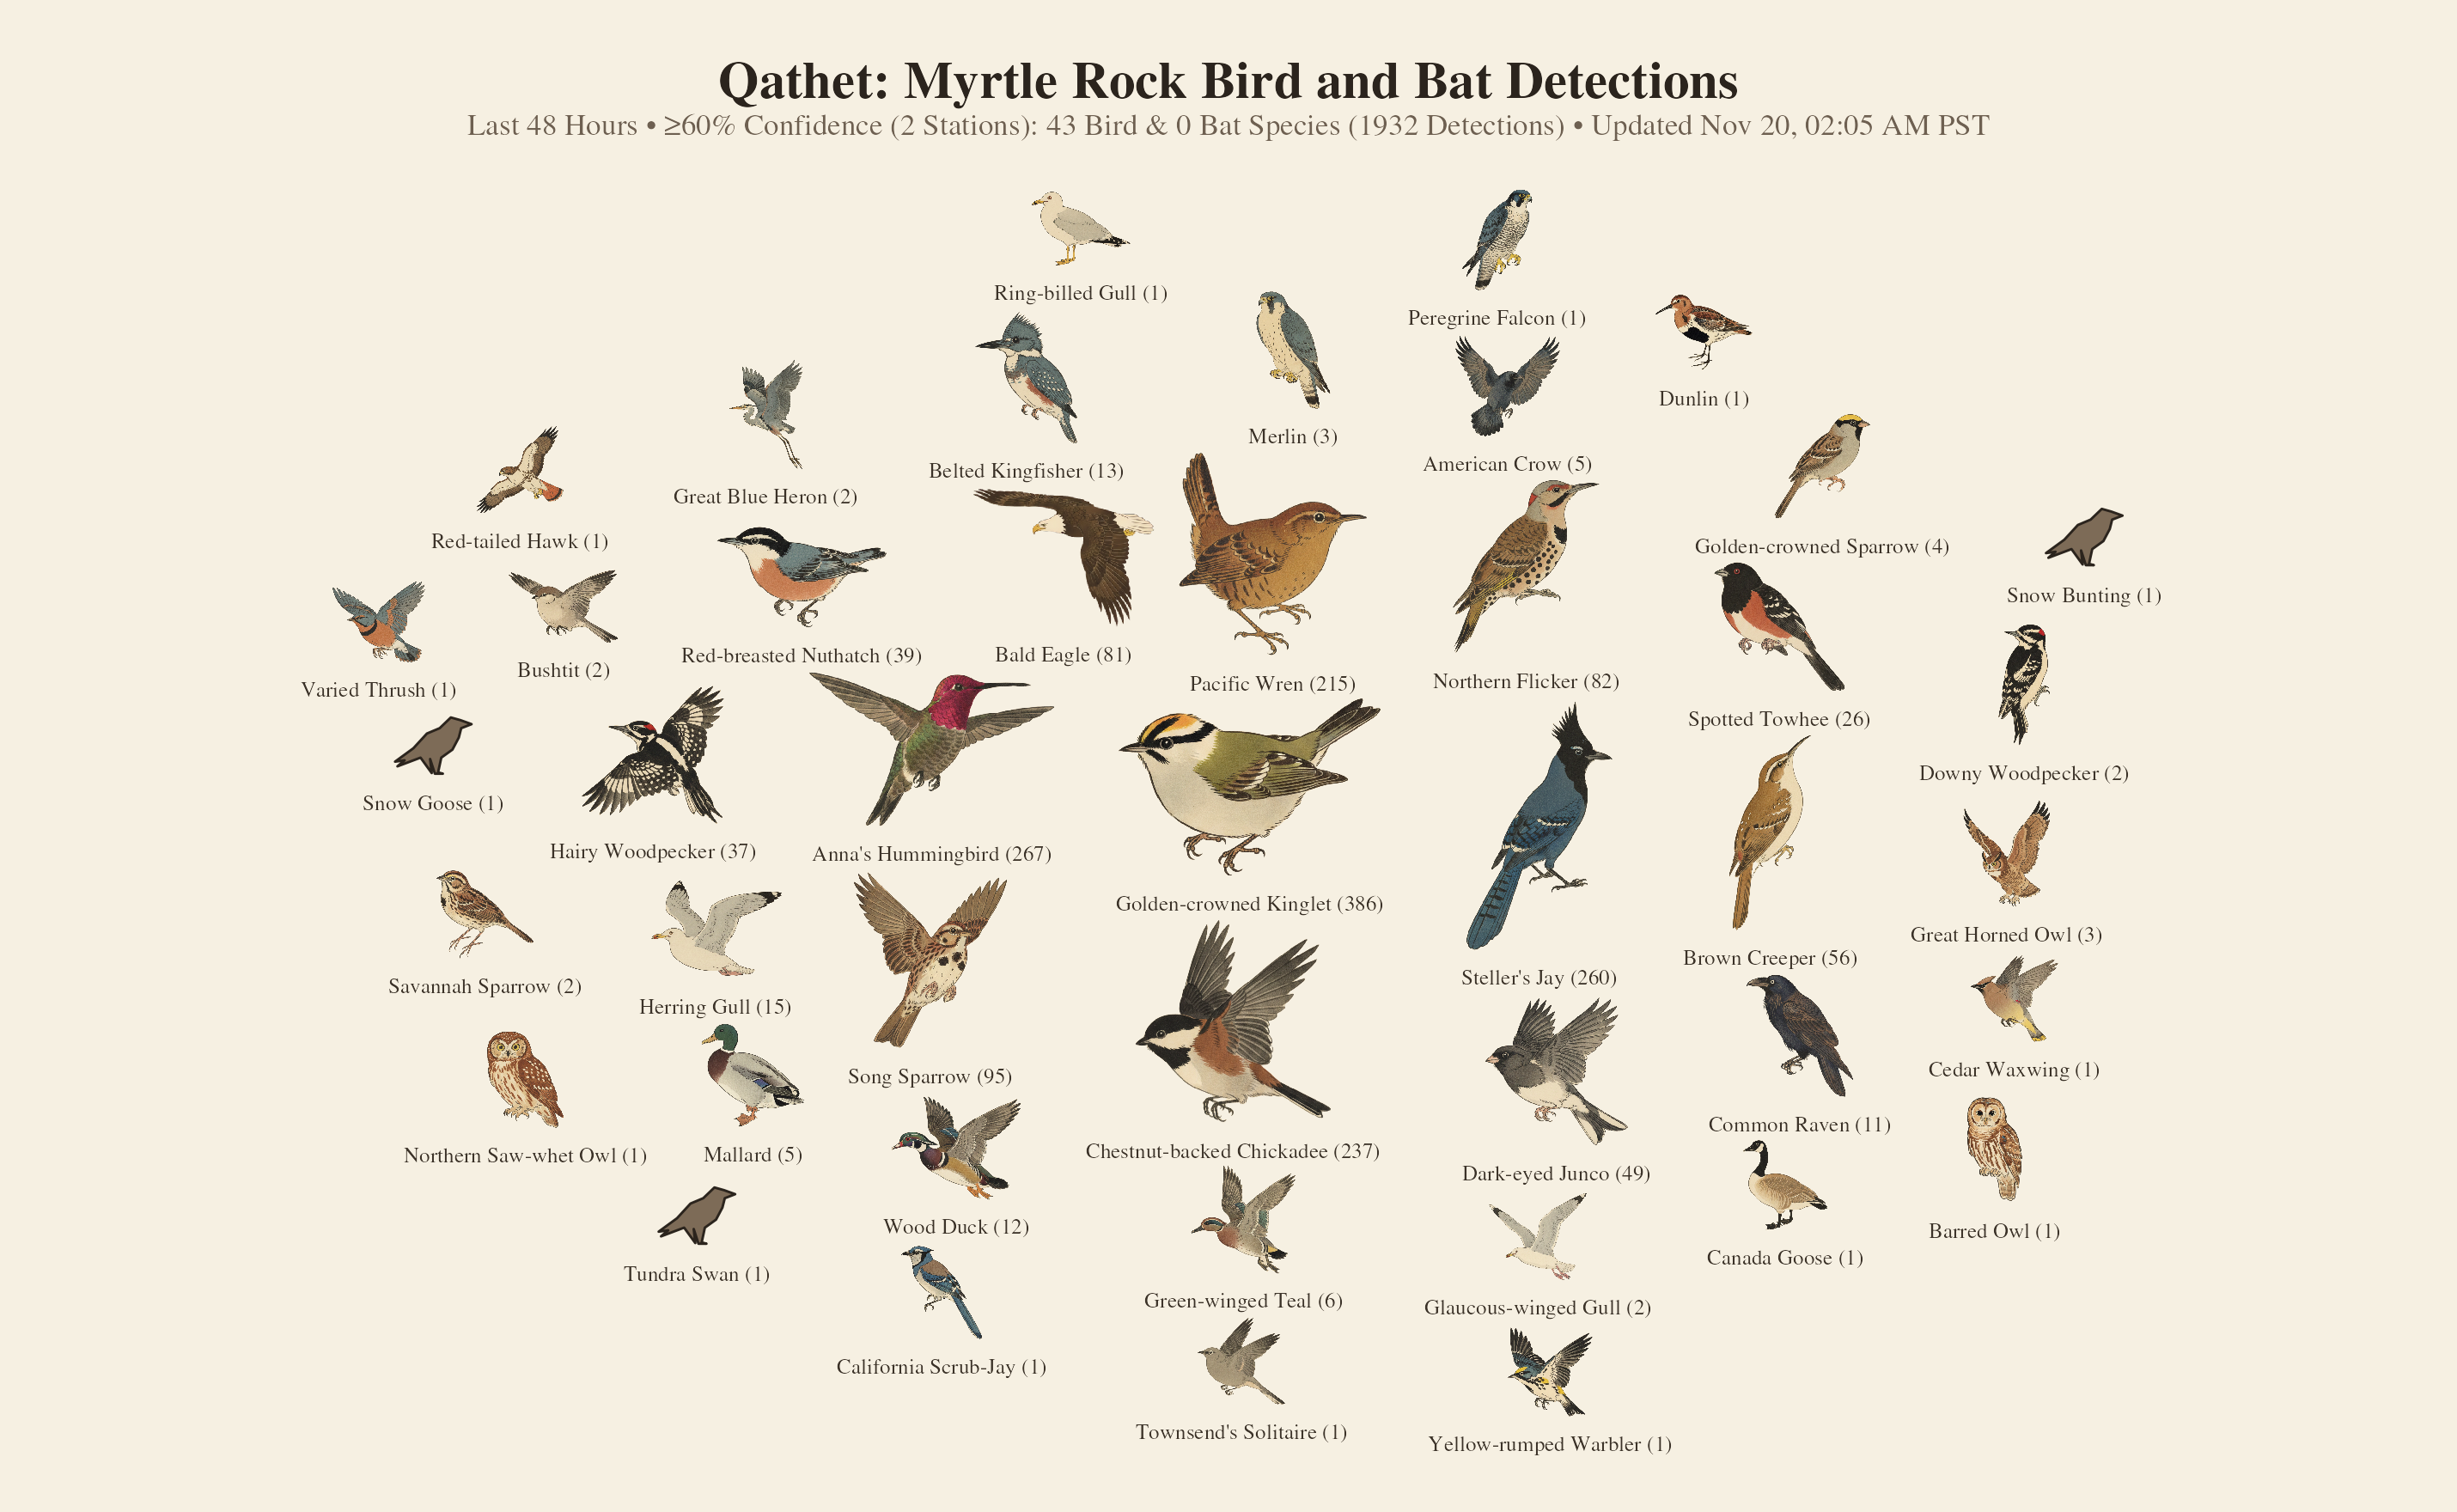 Qathet: Myrtle Rock Bird and Bat Detections
Last 48 Hours • ≥60% Confidence (2 Stations): 43 Bird & 0 Bat Species (1932 Detections) • Updated Nov 20, 02:05 AM PST
Ring-billed Gull (1)
Peregrine Falcon (1)
Dunlin (1)
Merlin (3)
American Crow (5)
Belted Kingfisher (13)
Great Blue Heron (2)
Red-tailed Hawk (1)
Golden-crowned Sparrow (4)
Snow Bunting (1)
Bald Eagle (81)
Red-breasted Nuthatch (39)
Bushtit (2)
Northern Flicker (82)
Pacific Wren (215)
Varied Thrush (1)
Spotted Towhee (26)
Downy Woodpecker (2)
Snow Goose (1)
Hairy Woodpecker (37)
Anna's Hummingbird (267)
Golden-crowned Kinglet (386)
Great Horned Owl (3)
Brown Creeper (56)
Steller's Jay (260)
Savannah Sparrow (2)
Herring Gull (15)
Cedar Waxwing (1)
Song Sparrow (95)
Common Raven (11)
Chestnut-backed Chickadee (237)
Northern Saw-whet Owl (1)
Mallard (5)
Dark-eyed Junco (49)
Wood Duck (12)
Barred Owl (1)
Canada Goose (1)
Tundra Swan (1)
Green-winged Teal (6)
Glaucous-winged Gull (2)
California Scrub-Jay (1)
Townsend's Solitaire (1)
Yellow-rumped Warbler (1)